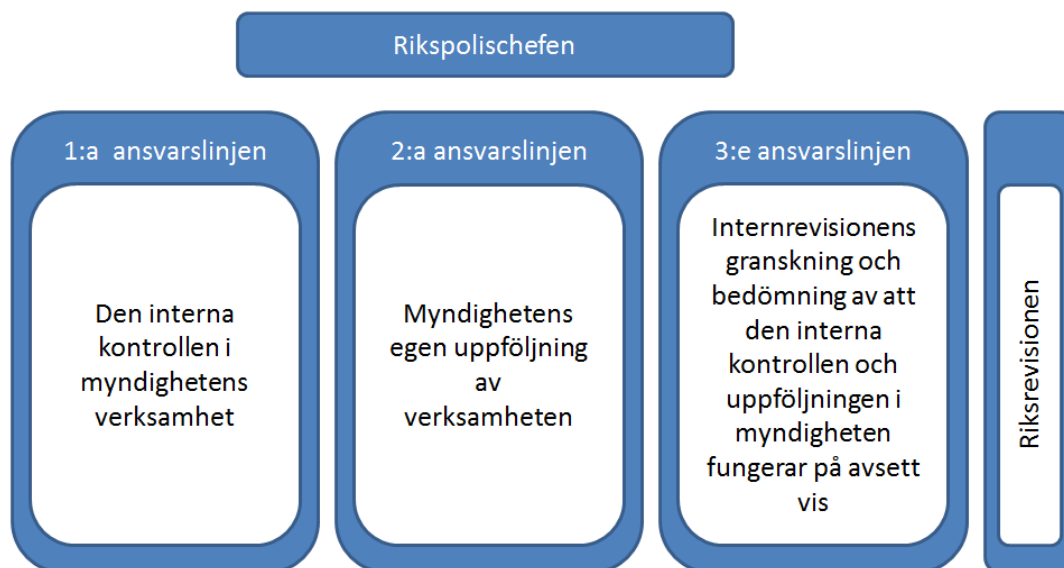 Rikspolischefen
1:a ansvarslinjen
Den interna
kontrollen i
myndighetens
verksamhet
2:a ansvarslinjen
Myndighetens
egen uppföljning
av
verksamheten
3:e ansvarslinjen
Internrevisionens
granskning och
bedömning av att
den interna
kontrollen och
uppföljningen i
myndigheten
fungerar på avsett
vis
Riksrevisionen